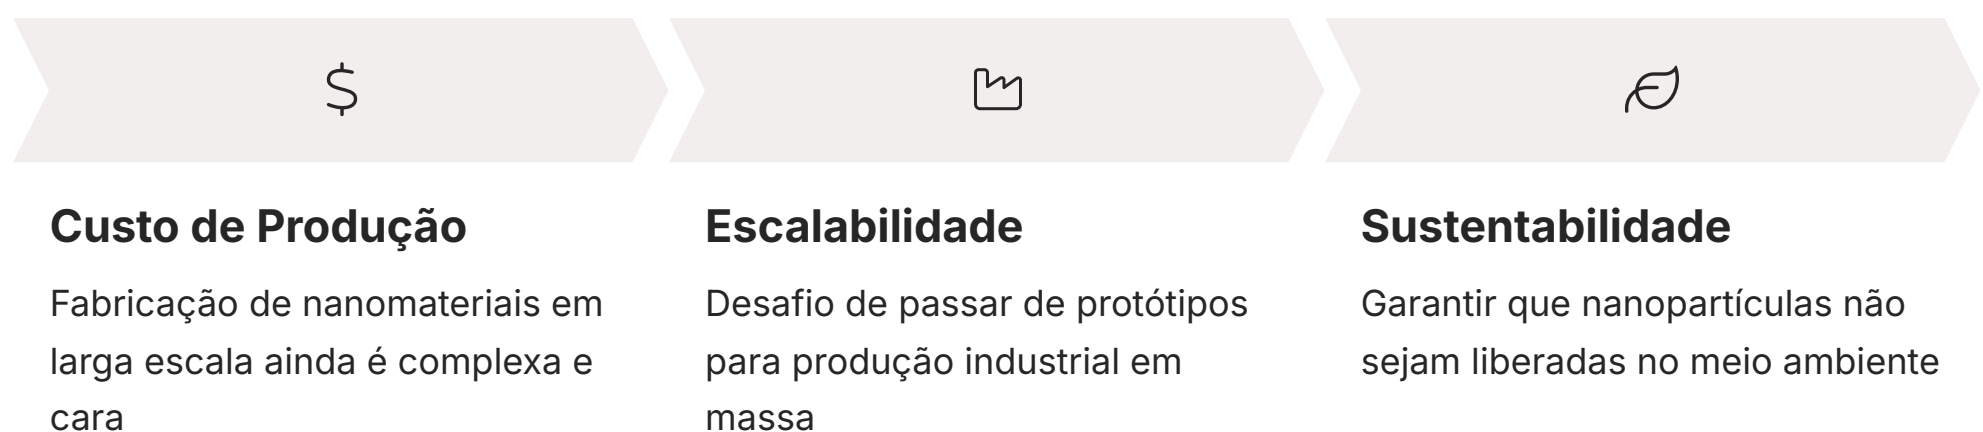 Custo de Produção
Fabricação de nanomateriais em
larga escala ainda é complexa e
cara
Escalabilidade
Desafio de passar de protótipos
para produção industrial em
massa
Sustentabilidade
Garantir que nanopartículas não
sejam liberadas no meio ambiente